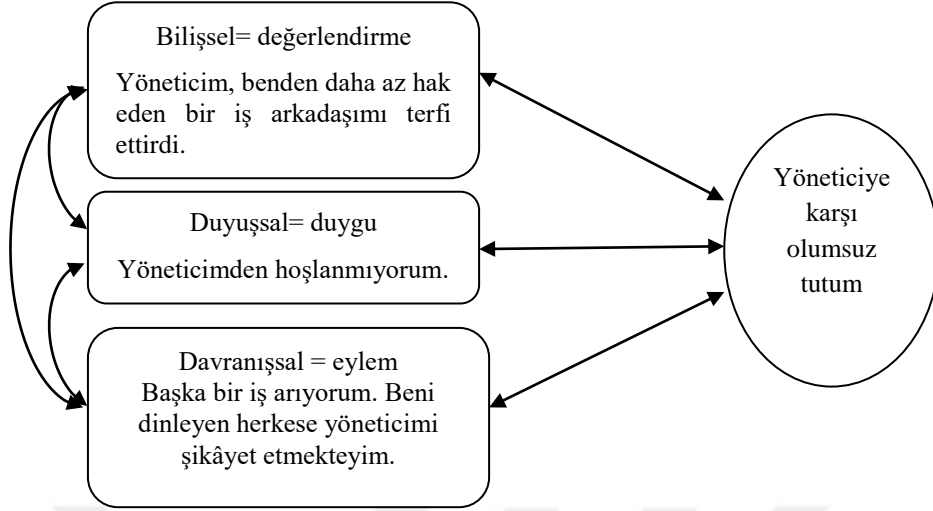 Bilişsel= değerlendirme
Yöneticim, benden daha az hak
eden bir iş arkadaşımı terfi
ettirdi.
Duyuşsal= duygu
Yöneticimden hoşlanmıyorum.
Davranışsal = eylem
Başka bir iş arıyorum. Beni
dinleyen herkese yöneticimi
şikâyet etmekteyim.
Yöneticiye
karşı
olumsuz
tutum